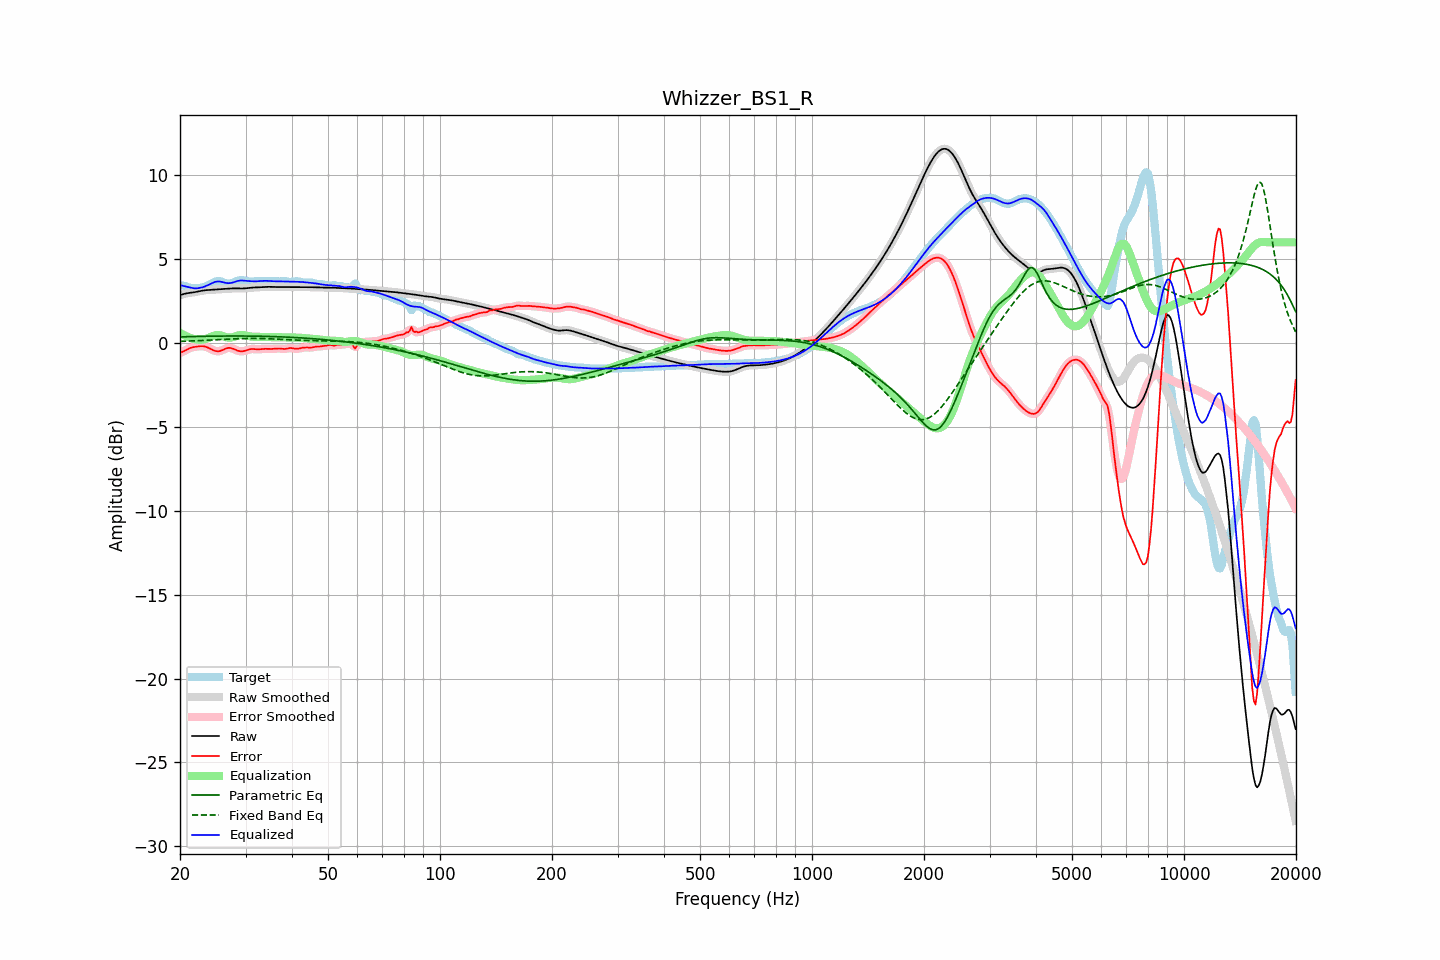 Whizzer_BS1_R
Amplitude (dBr)
10
5
0
−5
−10
−15
−20
−25
−30
Target
Raw Smoothed
Error Smoothed
Raw
Error
Equalization
Parametric Eq
Fixed Band Eq
Equalized
20 50 100 200 500 1000 2000 5000 10000 20000
Frequency (Hz)